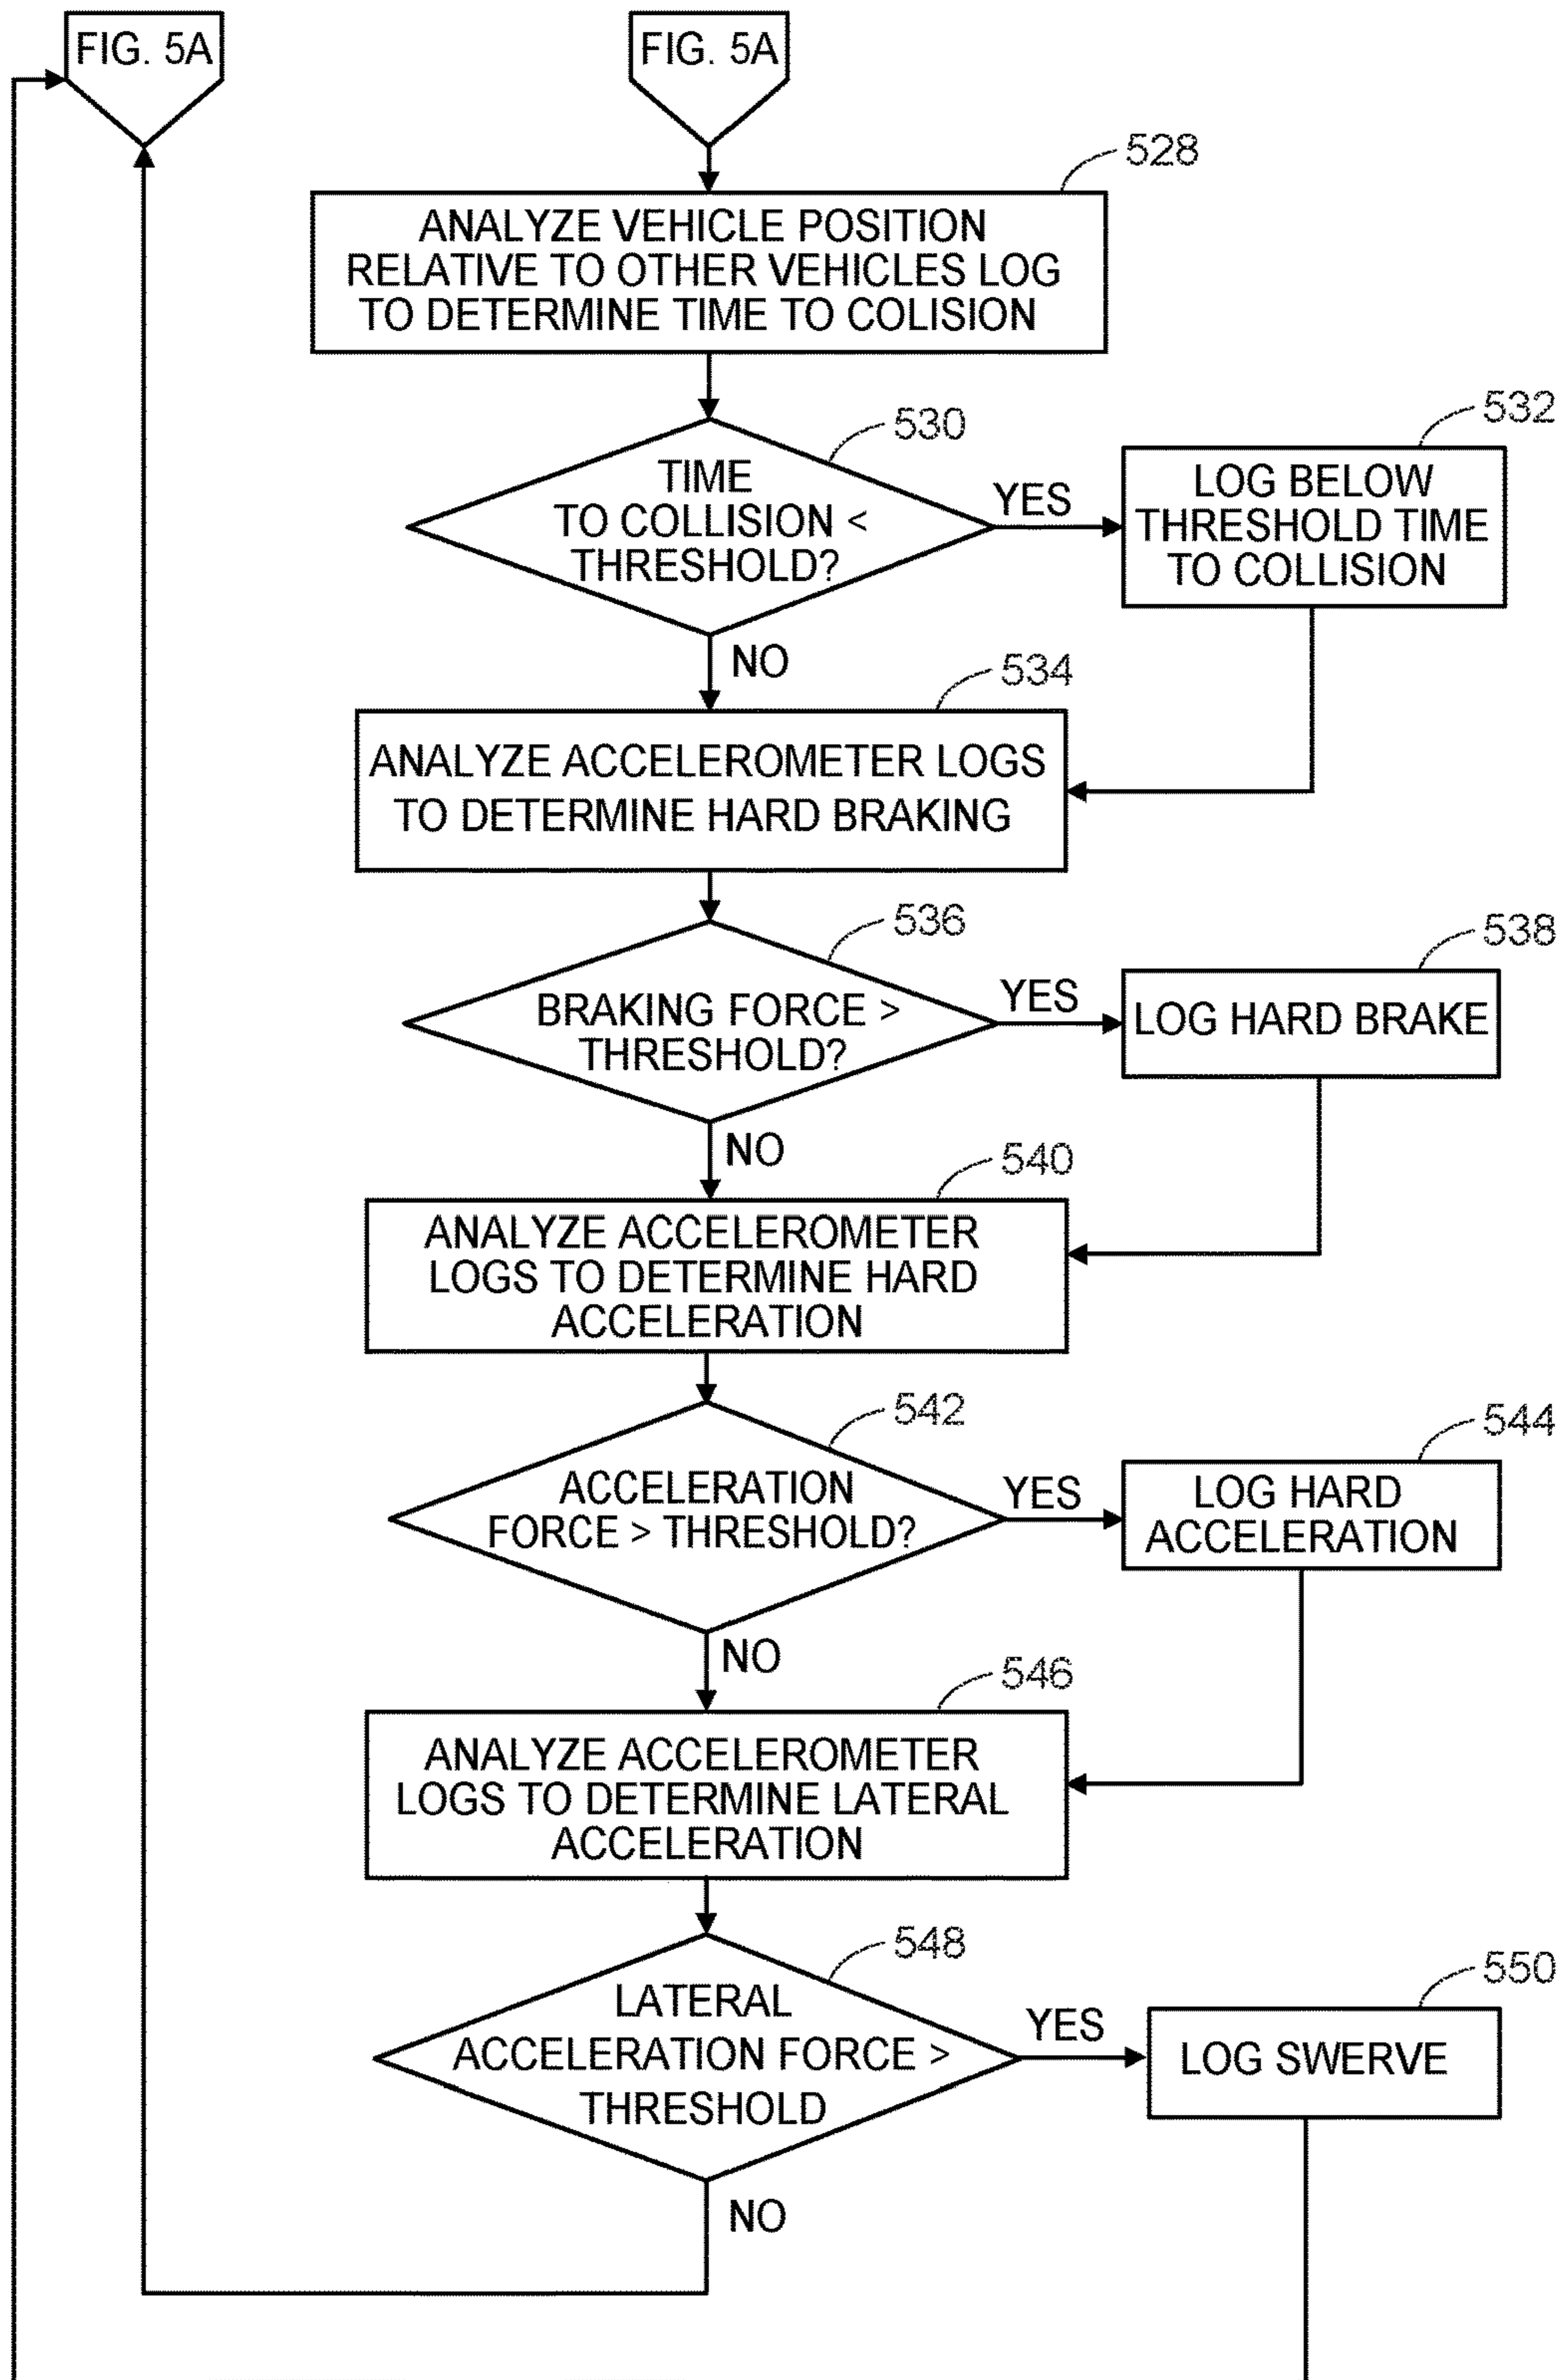 FIG. 5A
FIG. 5A
528
ANALYZE VEHICLE POSITION
RELATIVE TO OTHER VEHICLES LOG
TO DETERMINE TIME TO COLISION
530
TIME
TO COLLISION <
THRESHOLD?
YES
532
LOG BELOW
THRESHOLD TIME
TO COLLISION
NO
534
ANALYZE ACCELEROMETER LOGS
TO DETERMINE HARD BRAKING
536
BRAKING FORCE >
THRESHOLD?
YES
538
LOG HARD BRAKE
NO
540
ANALYZE ACCELEROMETER
LOGS TO DETERMINE HARD
ACCELERATION
542
ACCELERATION
FORCE > THRESHOLD?
YES
544
LOG HARD
ACCELERATION
NO
546
ANALYZE ACCELEROMETER
LOGS TO DETERMINE LATERAL
ACCELERATION
548
LATERAL
ACCELERATION FORCE >
THRESHOLD
YES
550
LOG SWERVE
NO